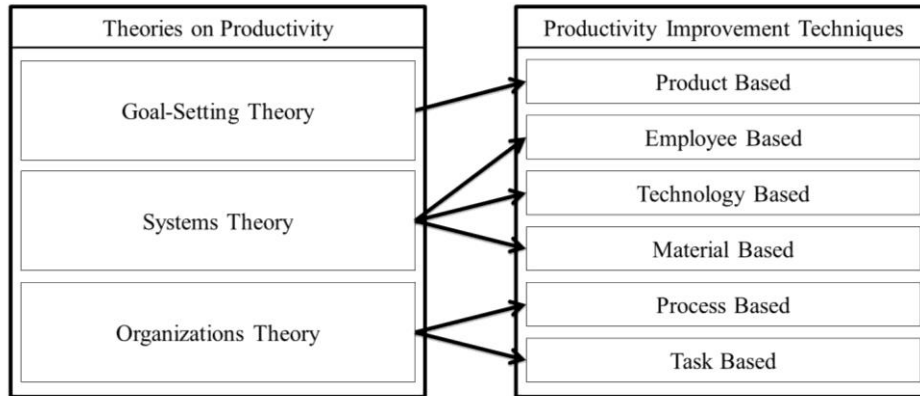 Theories on Productivity
Goal-Setting Theory
Systems Theory
Organizations Theory
Productivity Improvement Techniques
Product Based
Employee Based
Technology Based
Material Based
Process Based
Task Based